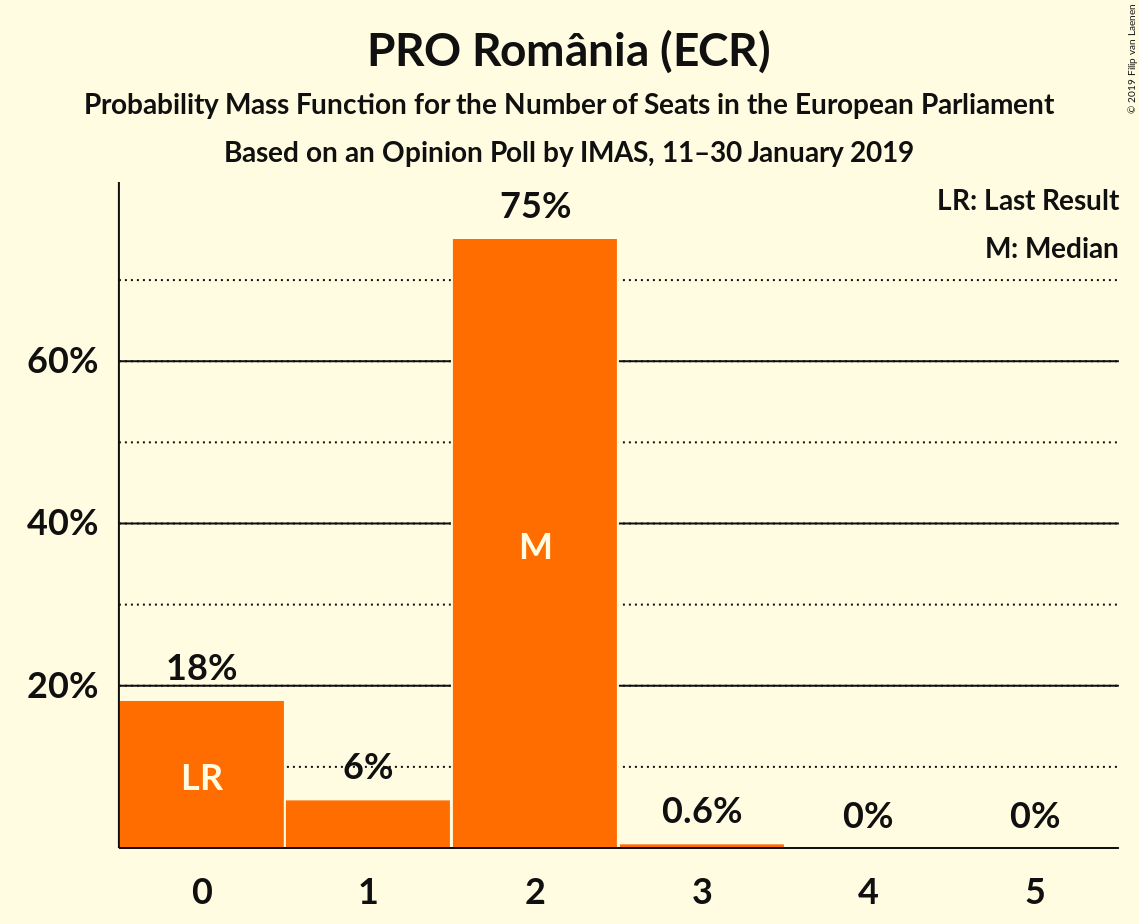 PRO România (ECR)
Probability Mass Function for the Number of Seats in the European Parliament
Based on an Opinion Poll by IMAS, 11–30 January 2019
© 2019 Filip van Laenen
LR: Last Result
M: Median
75%
60%
40%
M
18%
20%
LR
6%
0.6%
0%
0%
0
1
2
3
4
5